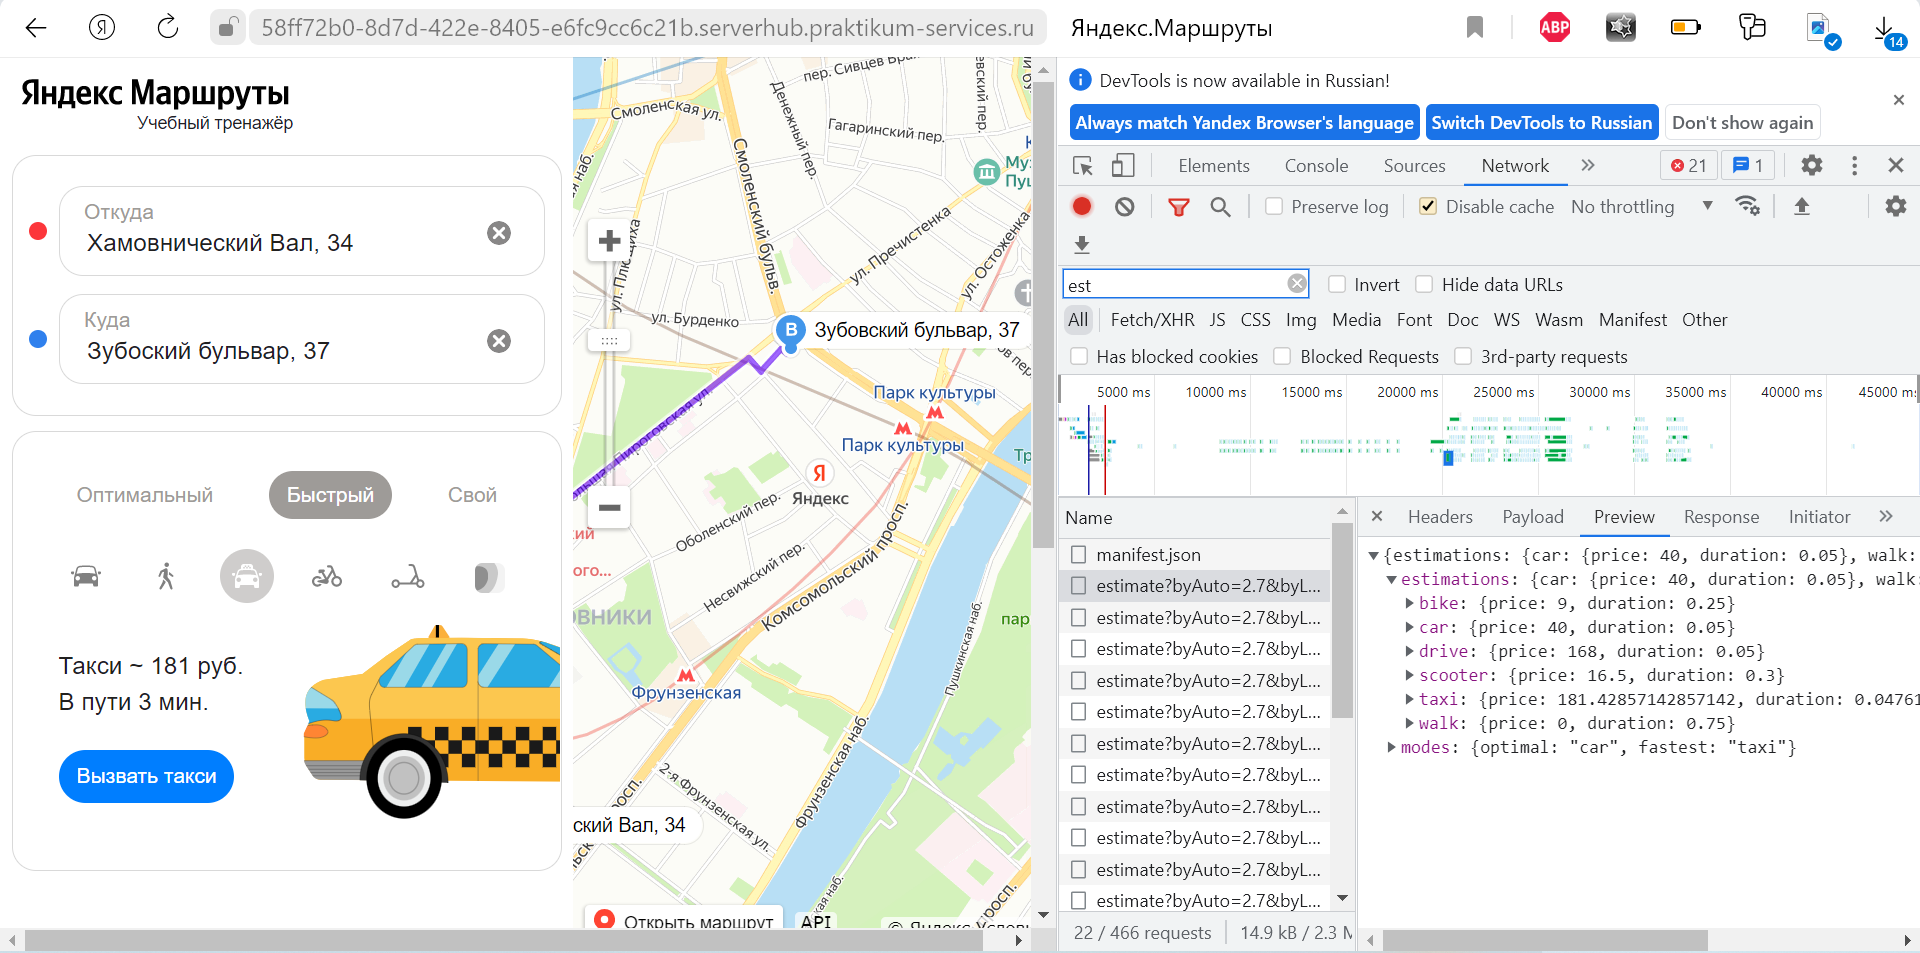 58ff72b0-8d7d-422e-8405-e6fc9cc6c21b.serverhub.praktikum-services.ru
Яндекс.Маршруты
ABP
14
Яндекс Маршруты
Учебный тренажёр
Откуда
Хамовнический Вал, 34
Куда
Зубоский бульвар, 37
Оптимальный
Быстрый
Свой
Такси ~ 181 руб.
В пути 3 мин.
Вызвать такси
пер. Сивцев Враж
Смоленская ул.
Денежный пер.
Гагаринский пер.
Смоленский бульв.
ул. Пречистенка
ул. Остоженка
ул. Плющиха
ул. Бурденко
B
Зубовский бульвар, 37
Парк культуры
Парк культуры
Я
Яндекс
Оболенский пер.
Несвижский пер.
Комсомольский просп.
Фрунзенская
Пушкинская наб.
Фрунзенская наб.
2-я Фрунзенская ул.
ский Вал, 34
Открыть маршрут
API
DevTools is now available in Russian!
Always match Yandex Browser's language
Switch DevTools to Russian
Don't show again
Elements
Console
Sources
Network
21
1
Preserve log
Disable cache
No throttling
est
Invert
Hide data URLs
All
Fetch/XHR
JS
CSS
Img
Media
Font
Doc
WS
Wasm
Manifest
Other
Has blocked cookies
Blocked Requests
3rd-party requests
5000 ms
10000 ms
15000 ms
20000 ms
25000 ms
30000 ms
35000 ms
40000 ms
45000 ms
Name
manifest.json
estimate?byAuto=2.7&byL...
estimate?byAuto=2.7&byL...
estimate?byAuto=2.7&byL...
estimate?byAuto=2.7&byL...
estimate?byAuto=2.7&byL...
estimate?byAuto=2.7&byL...
estimate?byAuto=2.7&byL...
estimate?byAuto=2.7&byL...
estimate?byAuto=2.7&byL...
estimate?byAuto=2.7&byL...
estimate?byAuto=2.7&byL...
22 / 466 requests
14.9 kB / 2.3 M
Headers
Payload
Preview
Response
Initiator
{estimations: {car: {price: 40, duration: 0.05}, walk:
estimations: {car: {price: 40, duration: 0.05}, walk:
bike: {price: 9, duration: 0.25}
car: {price: 40, duration: 0.05}
drive: {price: 168, duration: 0.05}
scooter: {price: 16.5, duration: 0.3}
taxi: {price: 181.42857142857142, duration: 0.04761
walk: {price: 0, duration: 0.75}
modes: {optimal: "car", fastest: "taxi"}